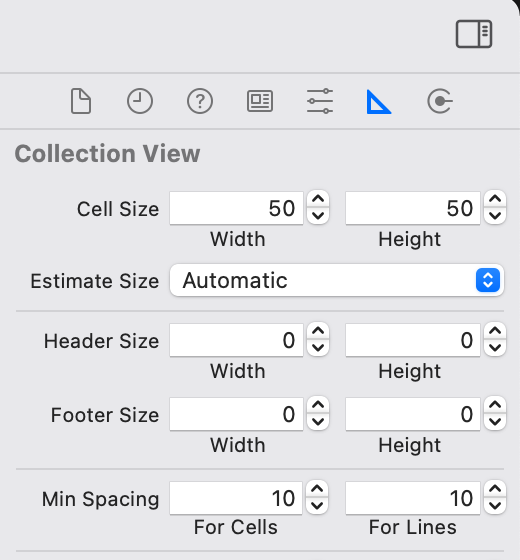 Collection View
Cell Size 50 50
Width Height
Estimate Size Automatic
Header Size 0 0
Width Height
Footer Size 0 0
Width Height
Min Spacing 10 10
For Cells For Lines